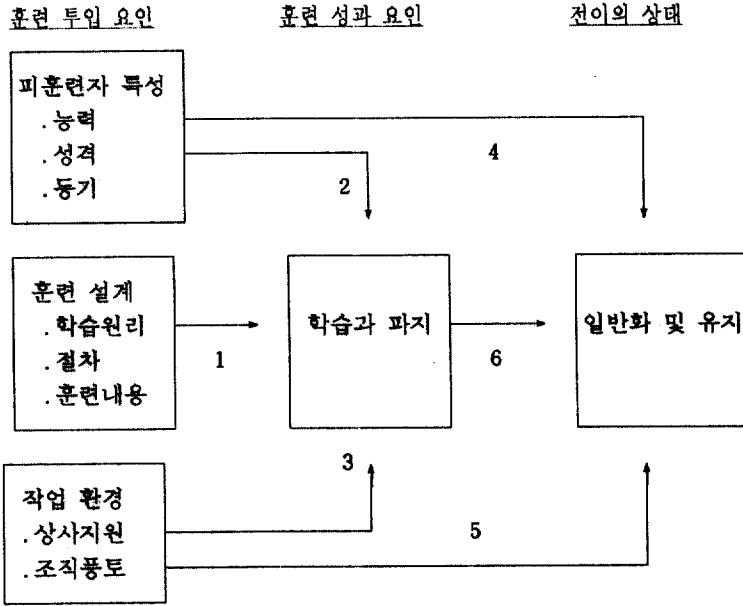 훈련 투입 요인
훈련 성과 요인
전이의 상태
피훈련자 특성
.능력
.성격
.동기
4
2
훈련 설계
.학습원리
.절차
.훈련내용
1
학습과 파지
6
일반화 및 유지
3
작업 환경
.상사지원
.조직풍토
5